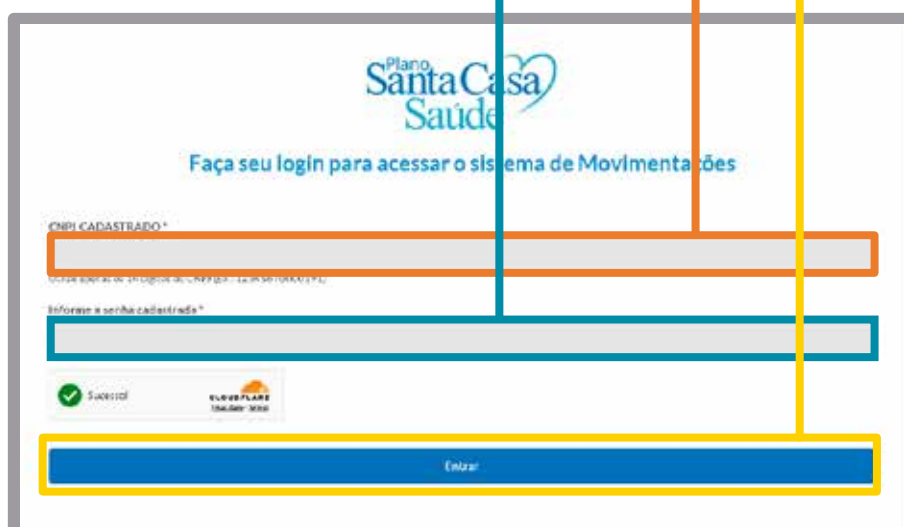 Plano
Santa Casa
Saúde
Faça seu login para acessar o sistema de Movimentações
CNPJ CADASTRADO *
Informe a senha cadastrada *
Sucesso!
CLOUDFLARE
Entrar